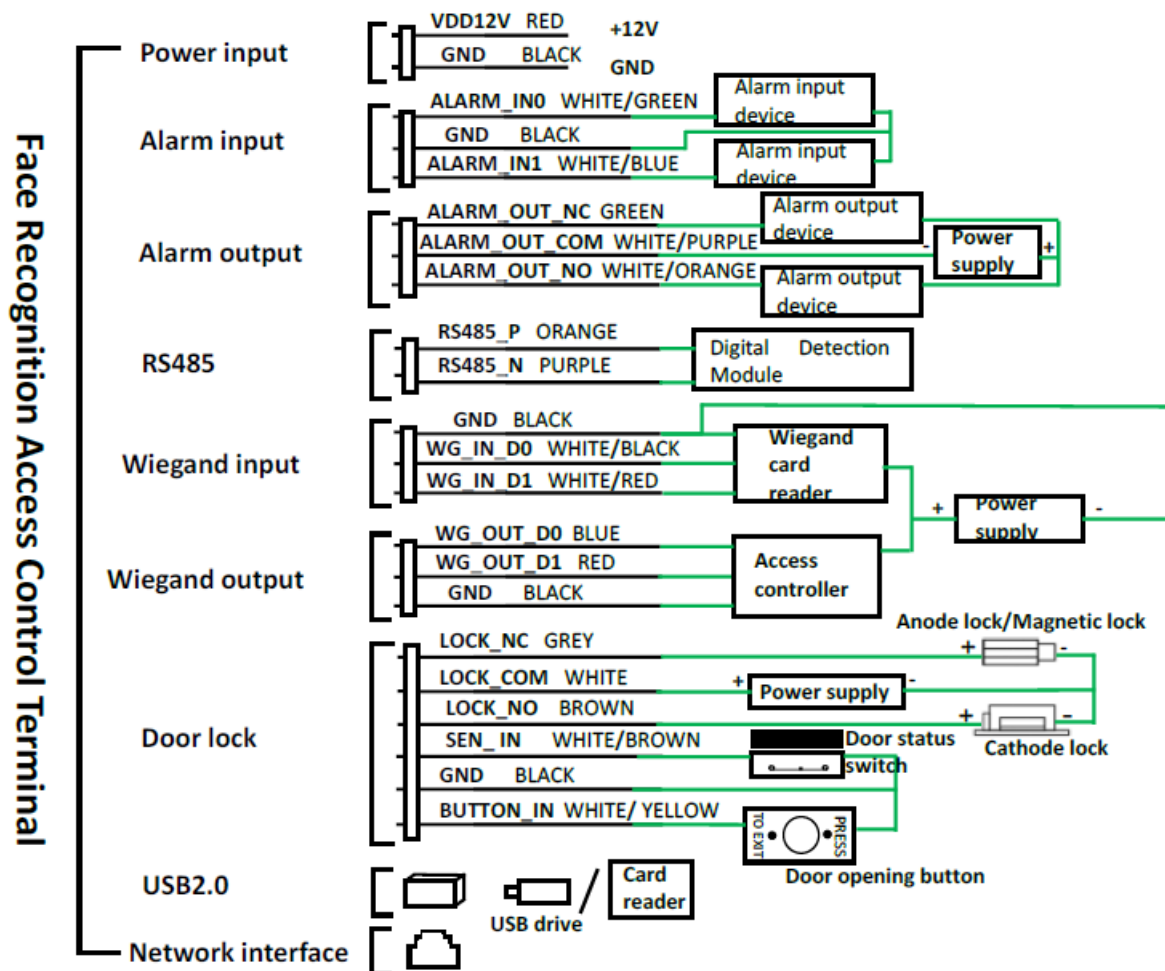 Face Recognition Access Control Terminal
Power input
VDD12V RED
+12V
GND BLACK
GND
Alarm input
ALARM_IN0 WHITE/GREEN
Alarm input
device
GND BLACK
ALARM_IN1 WHITE/BLUE
Alarm input
device
Alarm output
ALARM_OUT_NC GREEN
Alarm output
device
ALARM_OUT_COM WHITE/PURPLE
-
Power
supply
+
ALARM_OUT_NO WHITE/ORANGE
Alarm output
device
RS485
RS485_P ORANGE
RS485_N PURPLE
Digital Detection
Module
Wiegand input
GND BLACK
WG_IN_D0 WHITE/BLACK
WG_IN_D1 WHITE/RED
Wiegand
card
reader
+
Power
supply
-
Wiegand output
WG_OUT_D0 BLUE
WG_OUT_D1 RED
GND BLACK
Access
controller
Door lock
LOCK_NC GREY
Anode lock/Magnetic lock
+
-
LOCK_COM WHITE
+
Power supply
-
LOCK_NO BROWN
+
-
Cathode lock
SEN_IN WHITE/BROWN
Door status
switch
GND BLACK
BUTTON_IN WHITE/ YELLOW
PRESS
TO EXIT
Door opening button
USB2.0
USB drive
/
Card
reader
Network interface